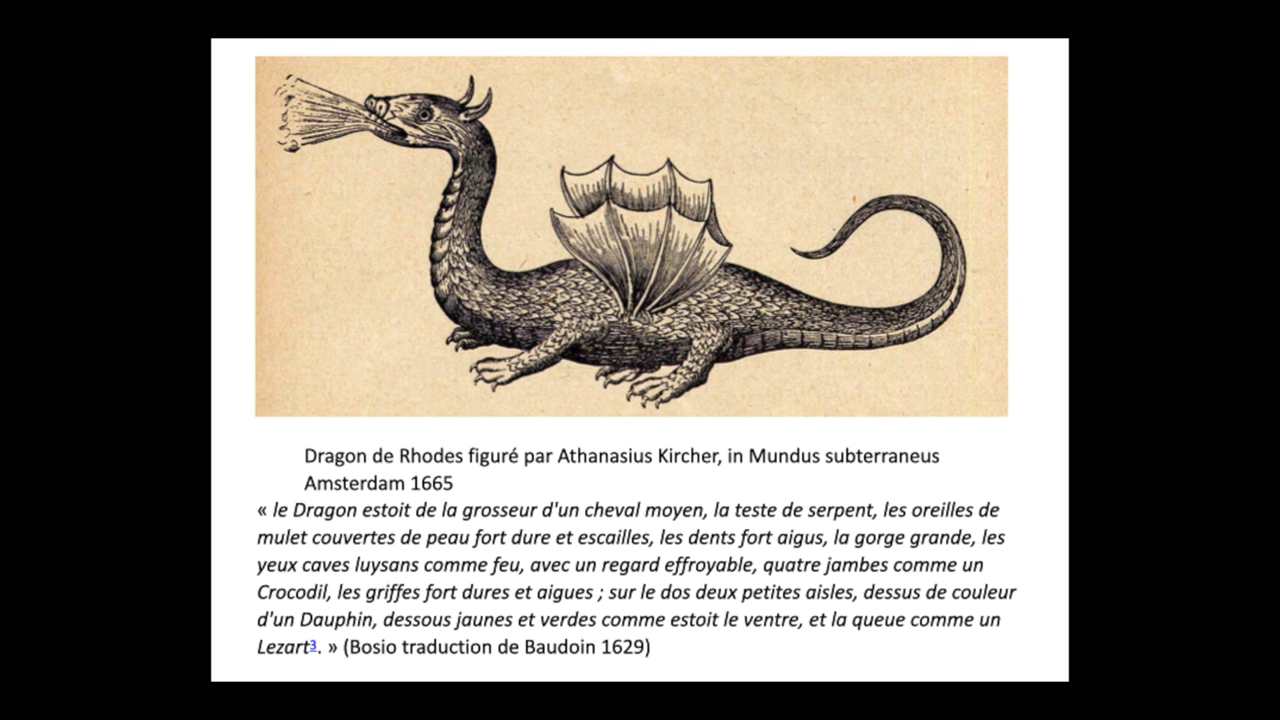 Dragon de Rhodes figuré par Athanasius Kircher, in Mundus subterraneus
Amsterdam 1665
« le Dragon estoit de la grosseur d'un cheval moyen, la teste de serpent, les oreilles de
mulet couvertes de peau fort dure et escailles, les dents fort aigus, la gorge grande, les
yeux caves luysans comme feu, avec un regard effroyable, quatre jambes comme un
Crocodil, les griffes fort dures et aigues ; sur le dos deux petites aisles, dessus de couleur
d'un Dauphin, dessous jaunes et verdes comme estoit le ventre, et la queue comme un
Lezart3. » (Bosio traduction de Baudoin 1629)